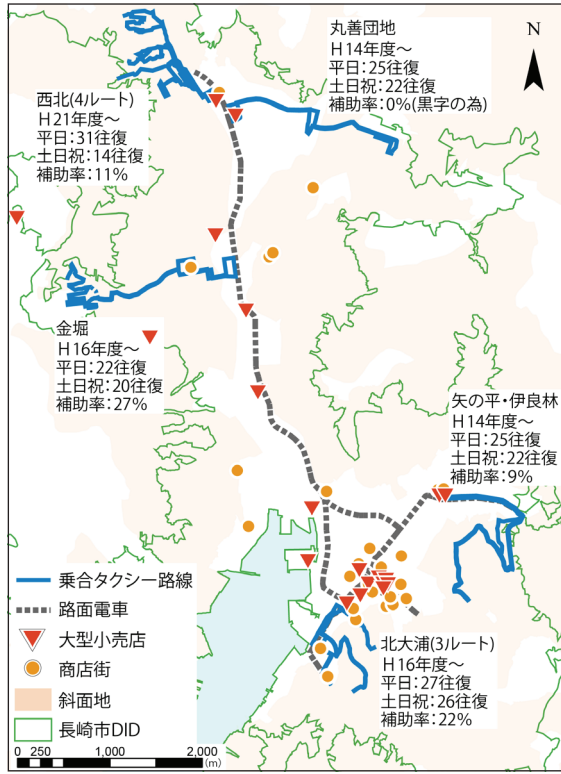 丸善団地
H14年度～
平日：25往復
土日祝：22往復
補助率：0%(黒字の為)
N
西北(4ルート)
H21年度～
平日：31往復
土日祝：14往復
補助率：11%
金堀
H16年度～
平日：22往復
土日祝：20往復
補助率：27%
矢の平・伊良林
H14年度～
平日：25往復
土日祝：22往復
補助率：9%
北大浦(3ルート)
H16年度～
平日：27往復
土日祝：26往復
補助率：22%
乗合タクシー路線
路面電車
大型小売店
商店街
斜面地
長崎市DID
0 250 1,000 2,000
(m)